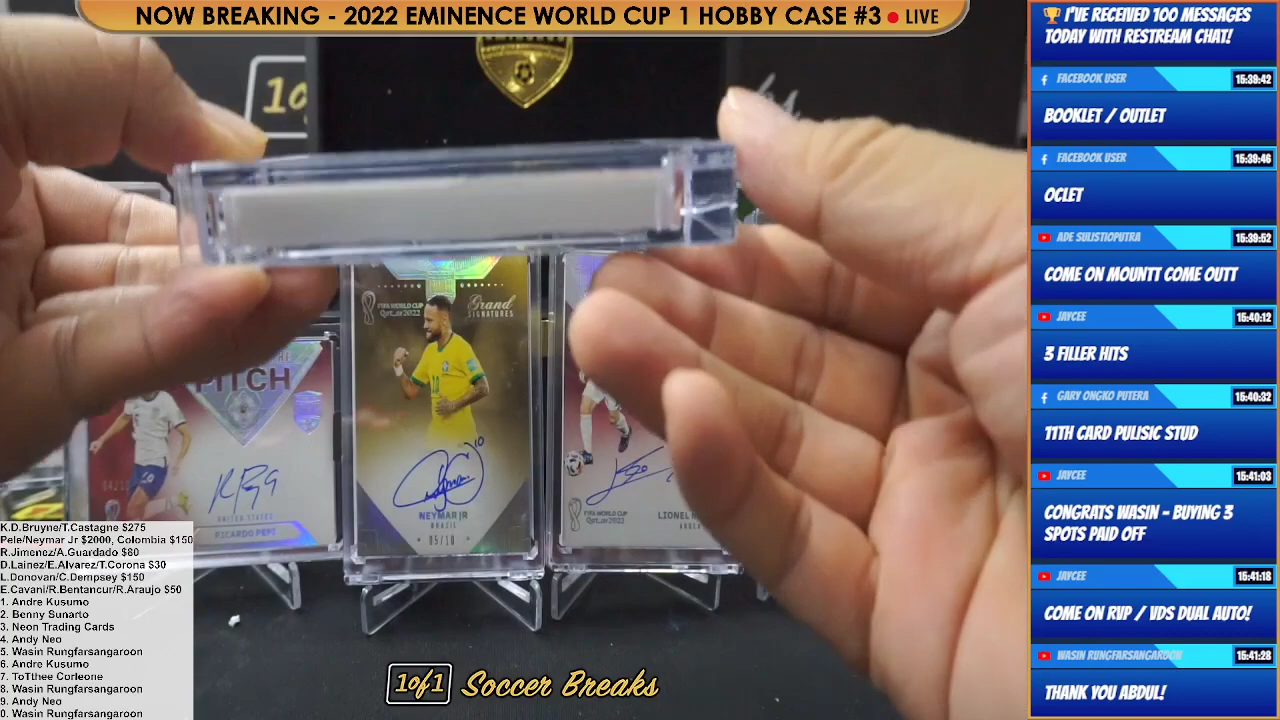 NOW BREAKING - 2022 EMINENCE WORLD CUP 1 HOBBY CASE #3 ● LIVE
FIFA WORLD CUP
Qatar2022
Grand
SIGNATURES
10
PITCH
UNITED STATES
RICARDO PEPI
NEYMAR JR
BRAZIL
05/10
FIFA WORLD CUP
Qatar2022
LIONEL
K.D.Bruyne/T.Castagne $275
Pele/Neymar Jr $2000, Colombia $150
R.Jimenez/A.Guardado $80
D.Lainez/E.Alvarez/T.Corona $30
L.Donovan/C.Dempsey $150
E.Cavani/R.Bentancur/R.Araujo $50
1. Andre Kusumo
2. Benny Sunarto
3. Neon Trading Cards
4. Andy Neo
5. Wasin Rungfarsangaroon
6. Andre Kusumo
7. ToTthee Corleone
8. Wasin Rungfarsangaroon
9. Andy Neo
0. Wasin Rungfarsangaroon
1of1 Soccer Breaks
🏆 I'VE RECEIVED 100 MESSAGES
TODAY WITH RESTREAM CHAT!
FACEBOOK USER 15:39:42
BOOKLET / OUTLET
FACEBOOK USER 15:39:46
OCLET
ADE SULISTIOPUTRA 15:39:52
COME ON MOUNTT COME OUTT
JAYCEE 15:40:12
3 FILLER HITS
GARY ONGKO PUTERA 15:40:32
11TH CARD PULISIC STUD
JAYCEE 15:41:03
CONGRATS WASIN - BUYING 3
SPOTS PAID OFF
JAYCEE 15:41:18
COME ON RVP / VDS DUAL AUTO!
WASIN RUNGFARSANGAROON 15:41:28
THANK YOU ABDUL!